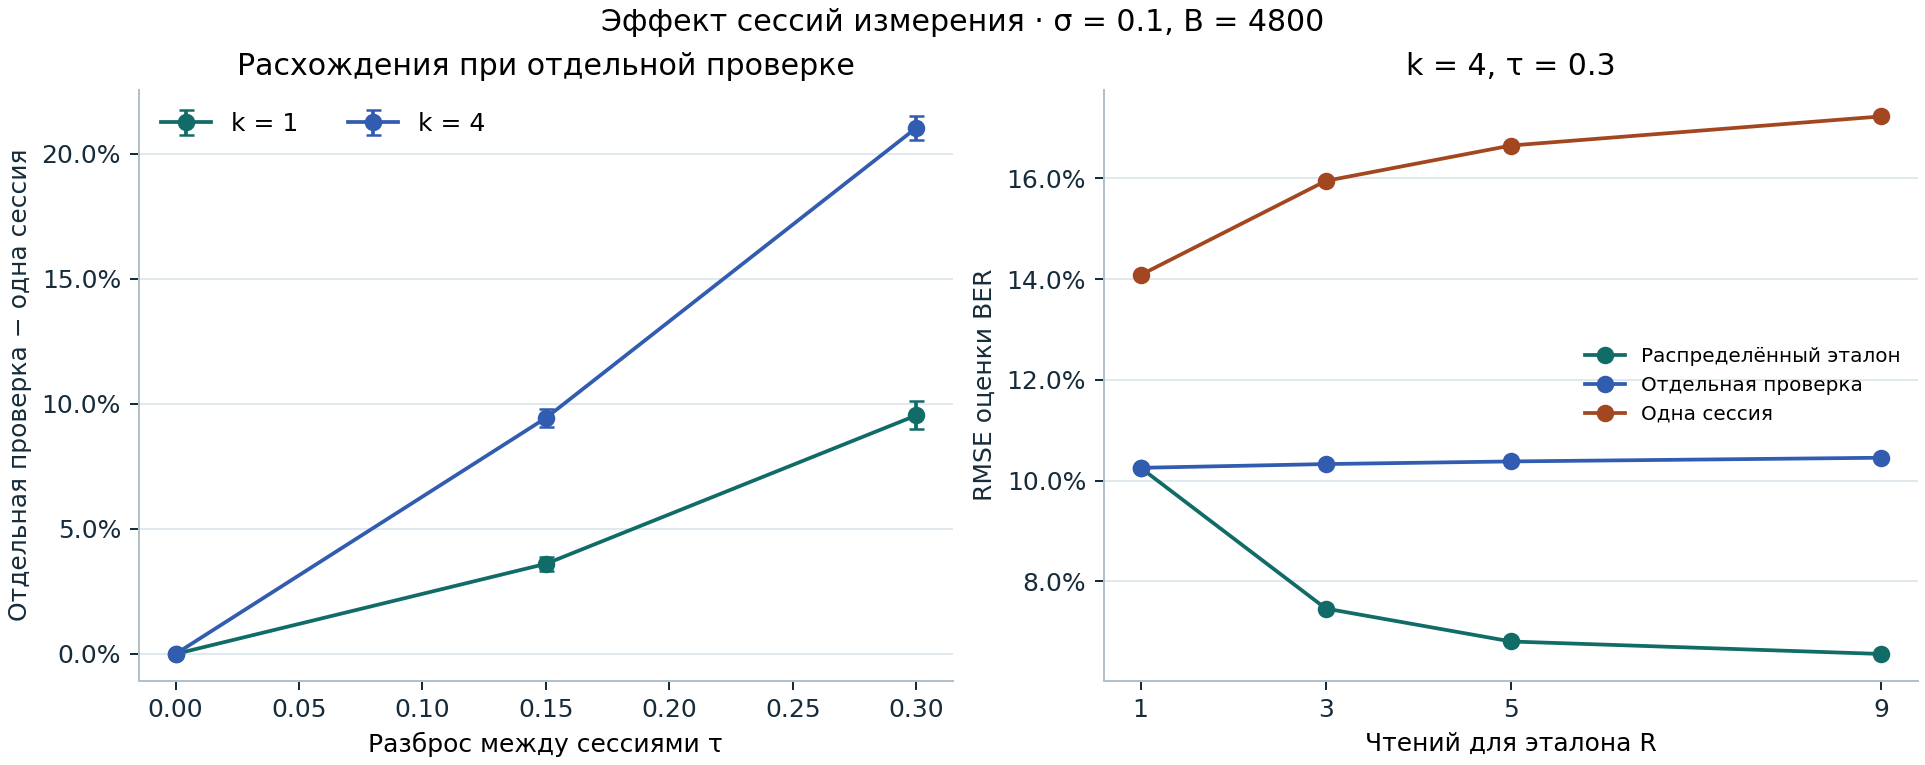 Эффект сессий измерения · σ = 0.1, B = 4800
Расхождения при отдельной проверке
Отдельная проверка − одна сессия
k = 1
k = 4
20.0%
15.0%
10.0%
5.0%
0.0%
0.00
0.05
0.10
0.15
0.20
0.25
0.30
Разброс между сессиями τ
k = 4, τ = 0.3
RMSE оценки BER
16.0%
14.0%
12.0%
10.0%
8.0%
Распределённый эталон
Отдельная проверка
Одна сессия
1
3
5
9
Чтений для эталона R